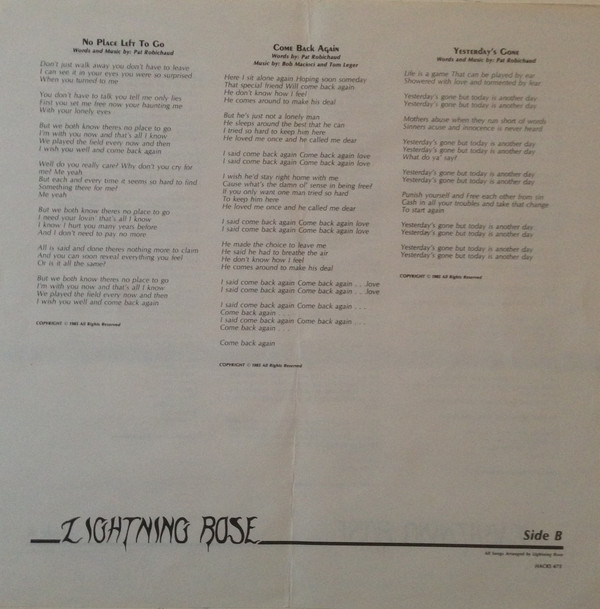 No Place Left To Go
Words and Music by: Pat Robichaud
Don't just walk away you don't have to leave
I can see it in your eyes you were so surprised
When you turned to me
You don't have to talk you tell me only lies
First you set me free now your haunting me
With your lonely eyes
But we both know theres no place to go
I'm with you now and that's all I know
We played the field every now and then
I wish you well and come back again
Well do you really care? Why don't you cry for
me? Me yeah
But each and every time it seems so hard to find
Something there for me?
Me yeah
But we both know theres no place to go
I need your lovin' that's all I know
I know I hurt you many years before
And I don't need to pay no more
All is said and done theres nothing more to claim
And you can soon reveal everything you feel
Or is it all the same?
But we both know theres no place to go
I'm with you now and that's all I know
We played the field every now and then
I wish you well and come back again
COPYRIGHT © All Rights Reserved
Come Back Again
Words by: Pat Robichaud
Music by: Bob Macioci and Tom Leger
Here I sit alone again Hoping soon someday
That special friend Will come back again
He don't know how I feel
He comes around to make his deal
But he's just not a lonely man
He sleeps around the bed that he can
I tried so hard to keep him here
He loved me once and he called me dear
I said come back again Come back again love
I said come back again Come back again love
I wish he'd stay right home with me
Cause what's the damn ol' sense in being free?
If you only want one man tried so hard
To keep him here
He loved me once and he called me dear
I said come back again Come back again love
I said come back again Come back again love
He made the choice to leave me
He said he had to breathe the air
He don't know how I feel
He comes around to make his deal
I said come back again Come back again . . .love
I said come back again Come back again . . .love
I said come back again Come back again . . .
Come back again . . .
I said come back again Come back again . . .
Come back again . . .
Come back again
COPYRIGHT © All Rights Reserved
Yesterday's Gone
Words and Music by: Pat Robichaud
Life is a game That can be played by ear
Showered with love and tormented by fear
Yesterday's gone but today is another day
Yesterday's gone but today is another day
Mothers abuse when they run short of words
Sinners acuse and innocence is never heard
Yesterday's gone but today is another day
Yesterday's gone but today is another day
What do ya' say?
Yesterday's gone but today is another day
Yesterday's gone but today is another day
Punish yourself and Free each other from sin
Cash in all your troubles and take that change
To start again
Yesterday's gone but today is another day
Yesterday's gone but today is another day
Yesterday's gone but today is another day
Yesterday's gone but today is another day
COPYRIGHT © All Rights Reserved
LIGHTNING ROSE
Side B
All Songs Arranged by Lightning Rose